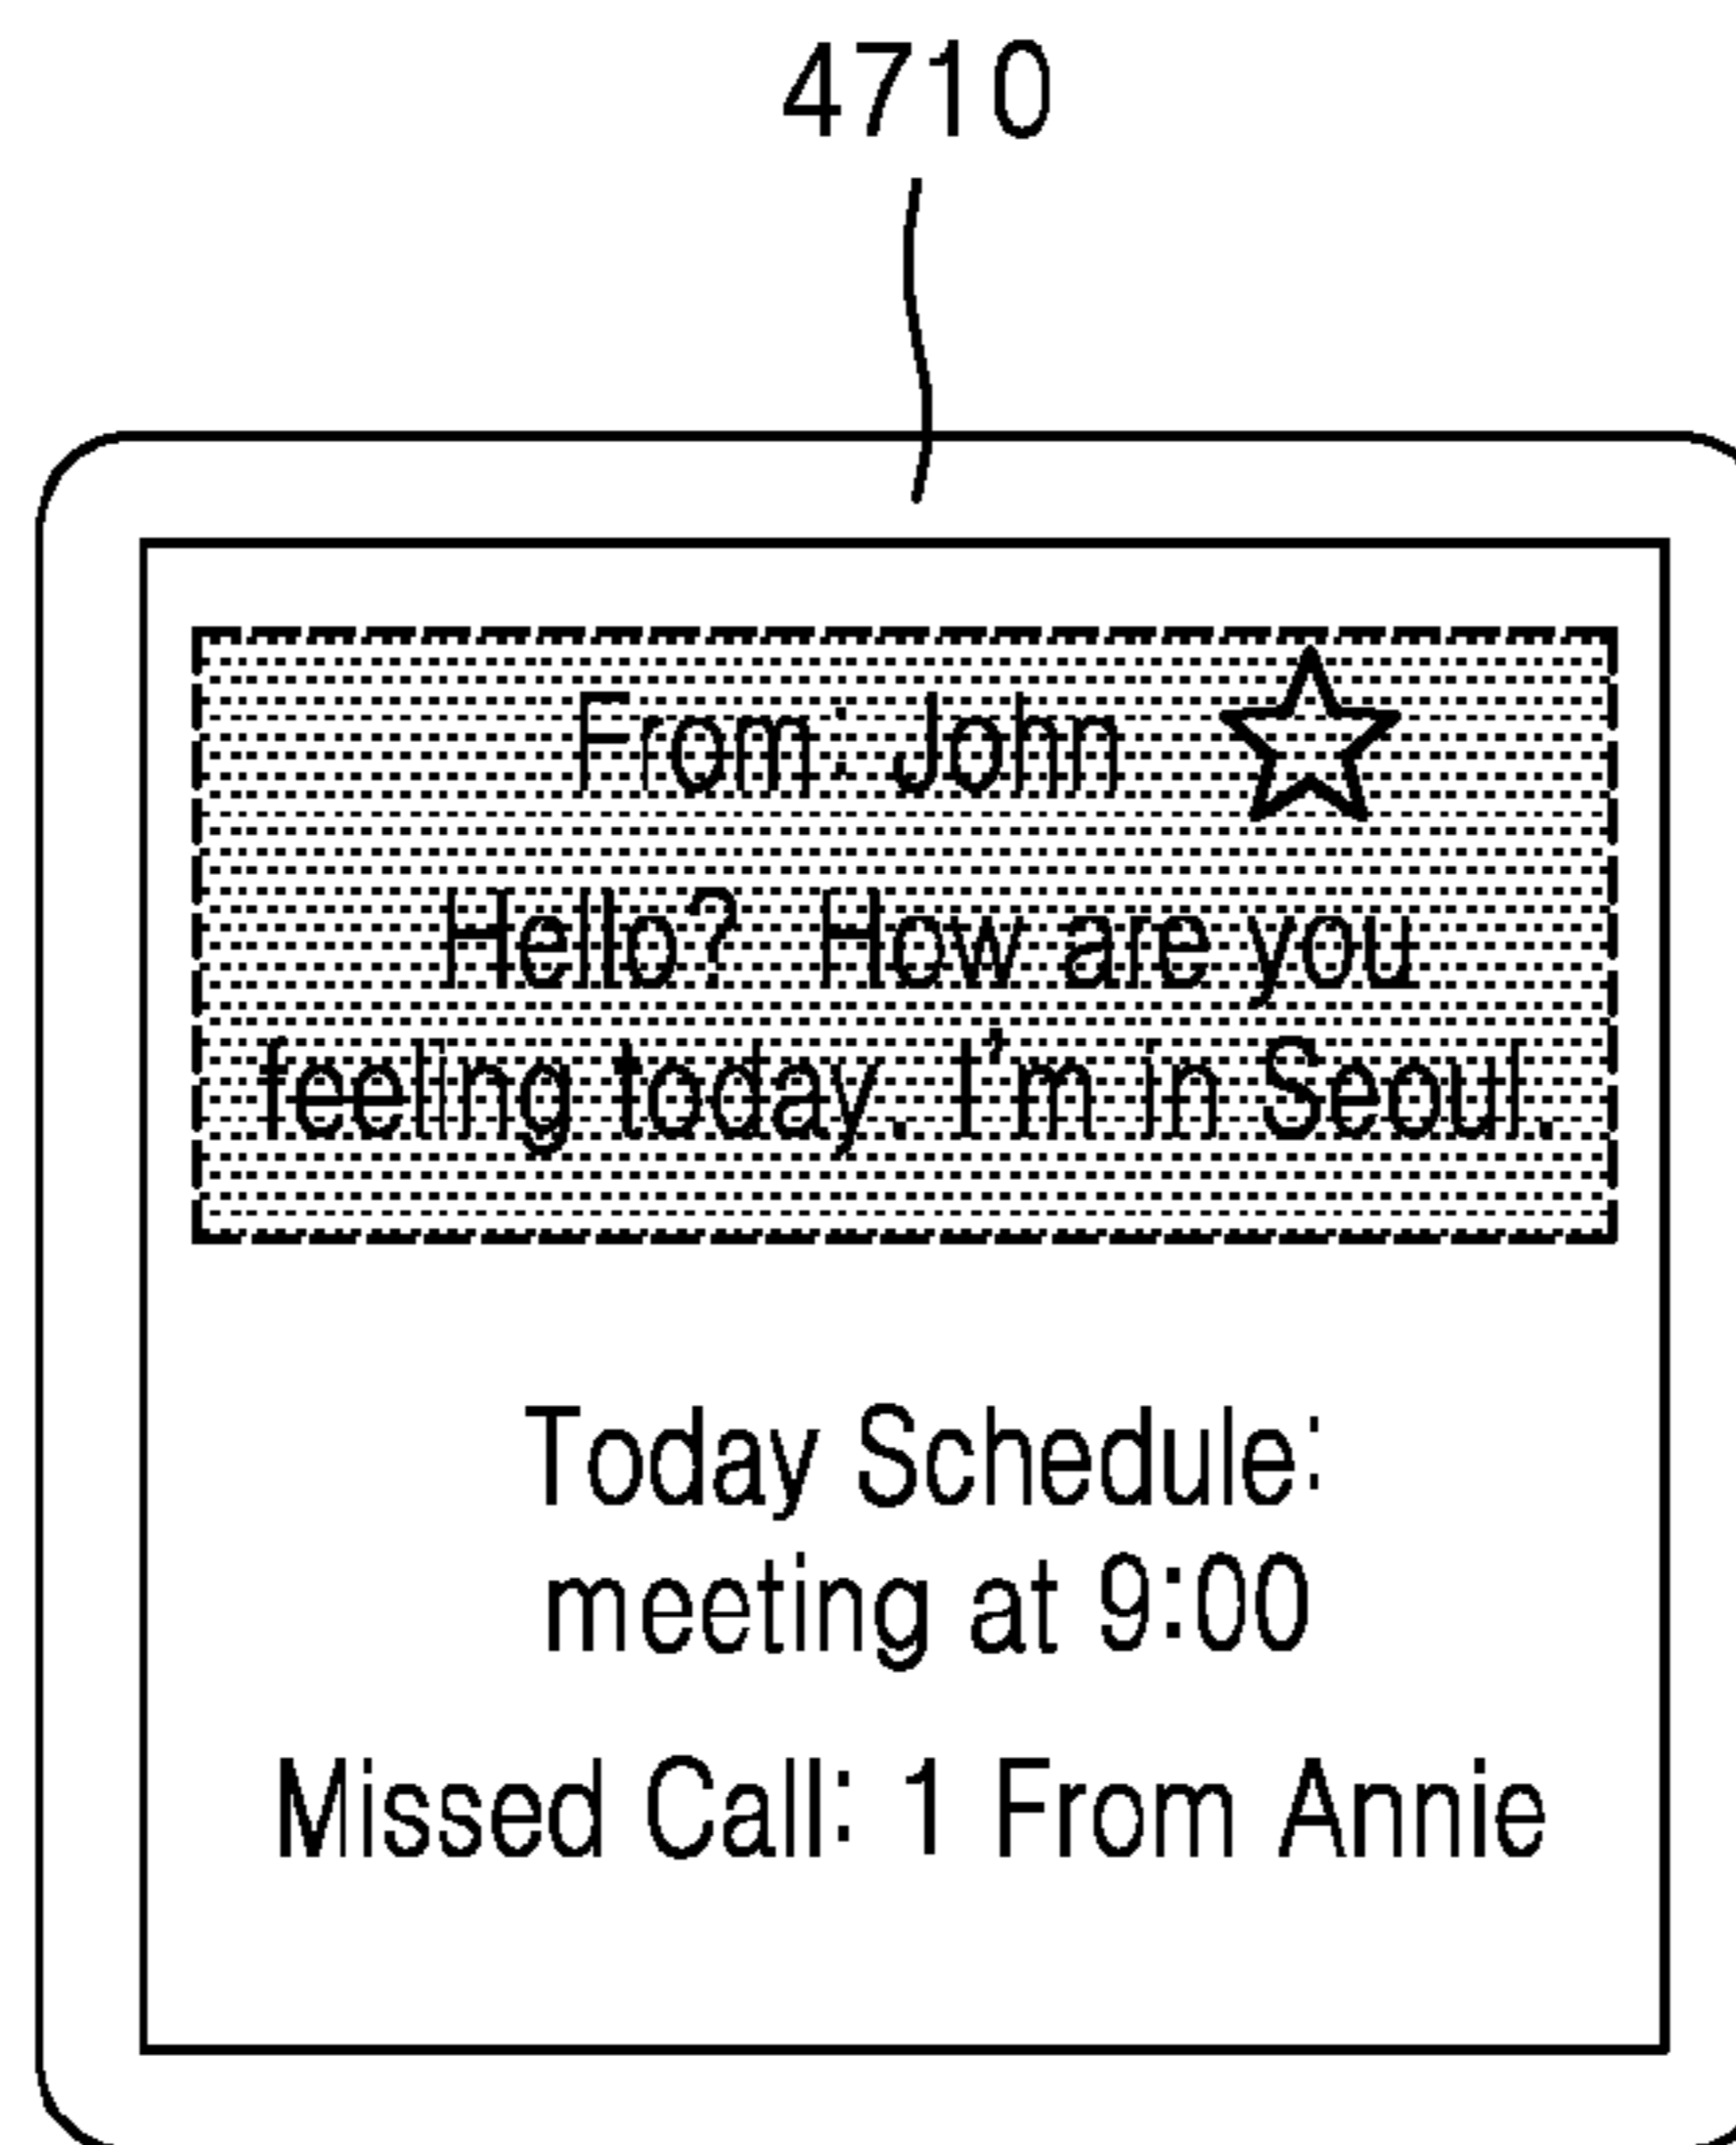 4710
From: John
Hello? How are you
feeling today. I'm in Seoul.
Today Schedule:
meeting at 9:00
Missed Call: 1 From Annie